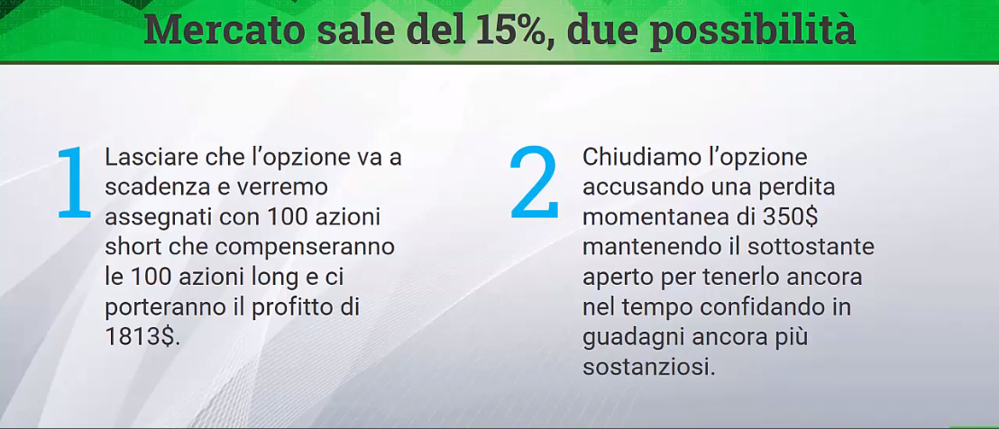 Mercato sale del 15%, due possibilità
1
Lasciare che l'opzione va a
scadenza e verremo
assegnati con 100 azioni
short che compenseranno
le 100 azioni long e ci
porteranno il profitto di
1813$.
2
Chiudiamo l'opzione
accusando una perdita
momentanea di 350$
mantenendo il sottostante
aperto per tenerlo ancora
nel tempo confidando in
guadagni ancora più
sostanziosi.